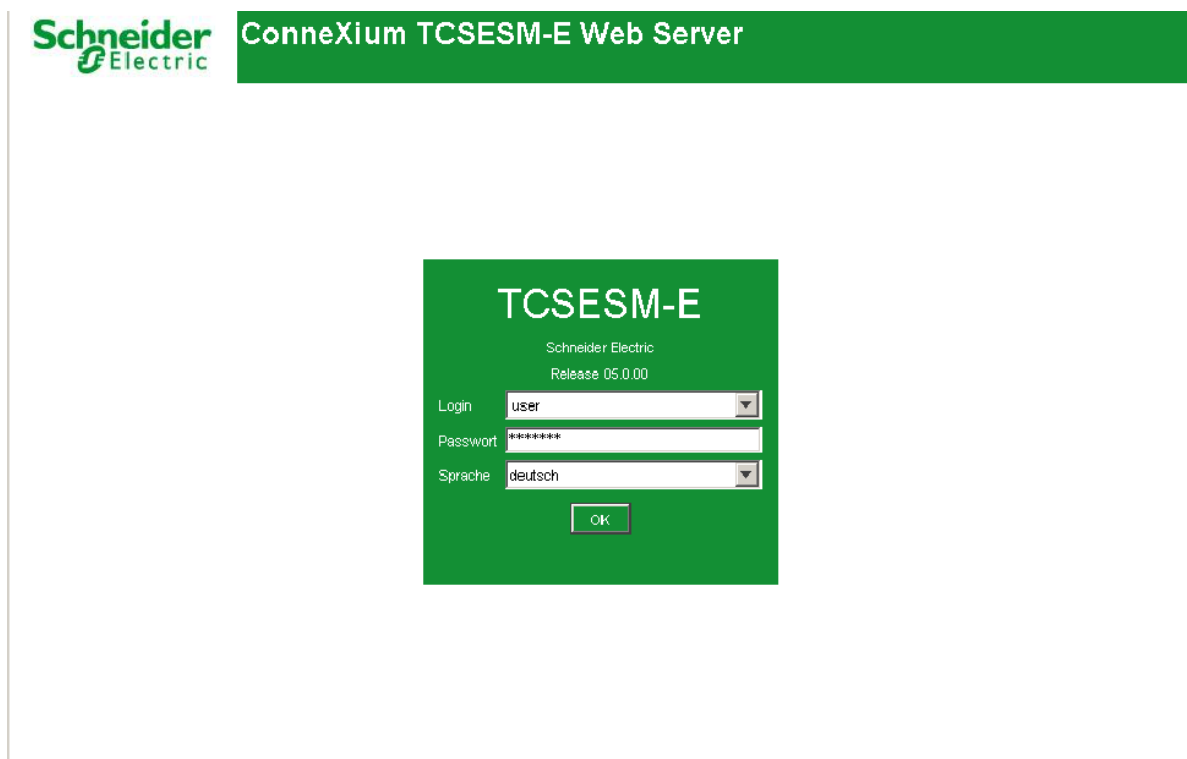 Schneider
Electric
ConneXium TCSESM-E Web Server
TCSESM-E
Schneider Electric
Release 05.0.00
Login user
Passwort *******
Sprache deutsch
OK